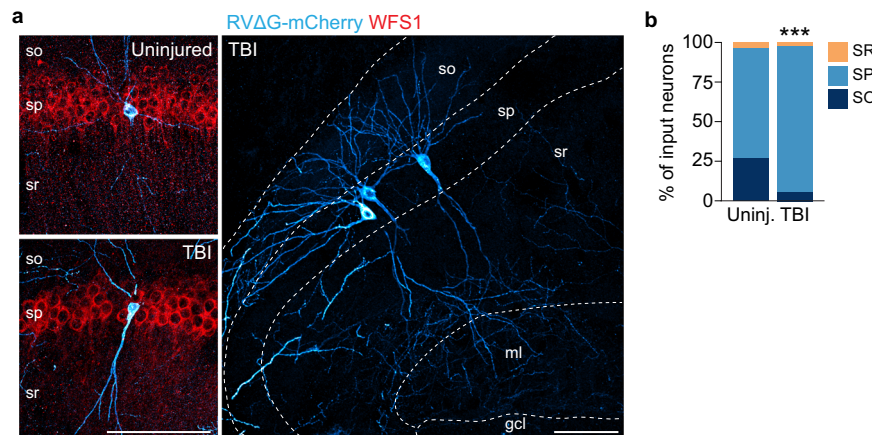 a
RVΔG-mCherry WFS1
Uninjured
so
sp
sr
TBI
so
sp
sr
TBI
so
sp
sr
ml
gcl
b
***
100
75
50
25
0
% of input neurons
Uninj. TBI
SR
SP
SO